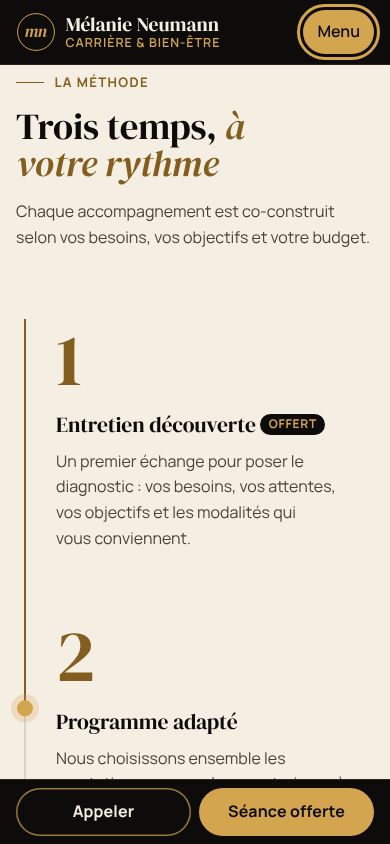 mn
Mélanie Neumann
CARRIÈRE & BIEN-ÊTRE
Menu
LA MÉTHODE
Trois temps, à
votre rythme
Chaque accompagnement est co-construit
selon vos besoins, vos objectifs et votre budget.
1
Entretien découverte OFFERT
Un premier échange pour poser le
diagnostic : vos besoins, vos attentes,
vos objectifs et les modalités qui
vous conviennent.
2
Programme adapté
Nous choisissons ensemble les
Appeler
Séance offerte